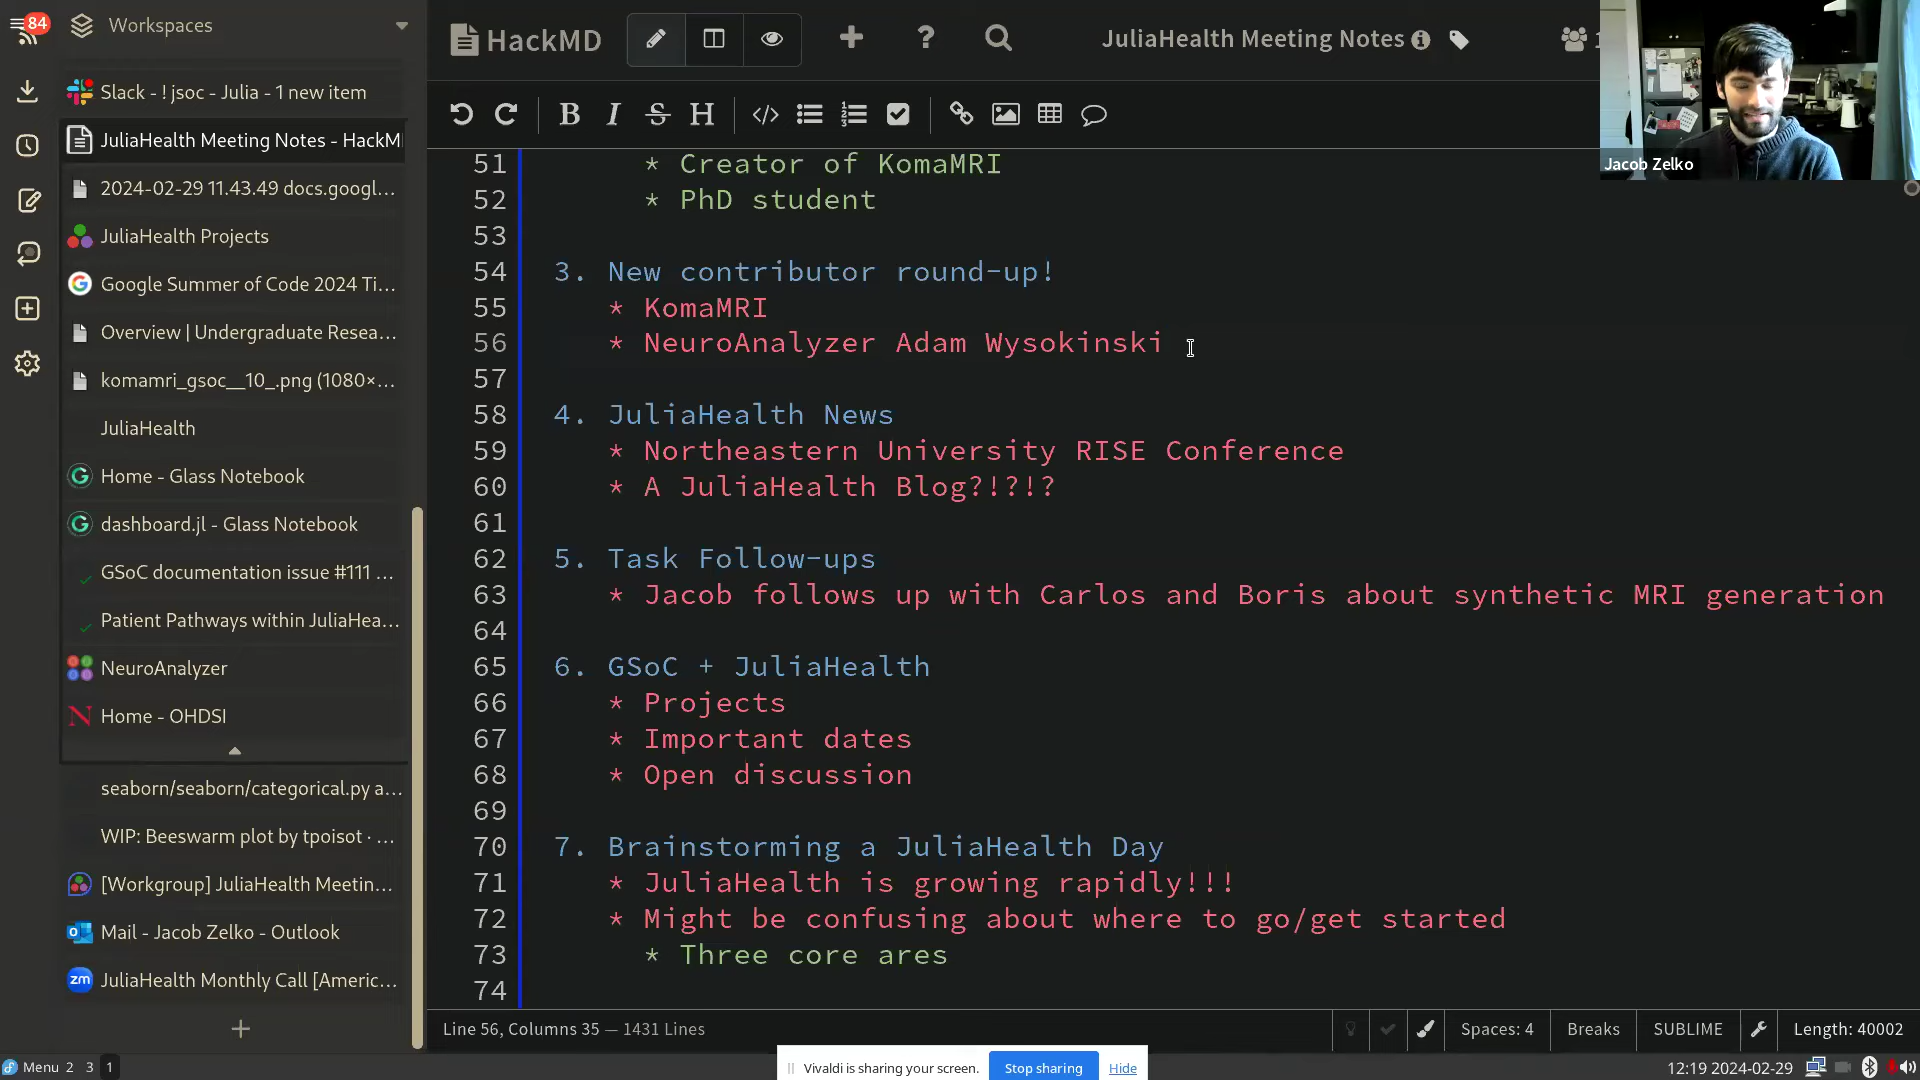 84
Workspaces
Slack - ! jsoc - Julia - 1 new item
JuliaHealth Meeting Notes - HackM
2024-02-29 11.43.49 docs.googl...
JuliaHealth Projects
Google Summer of Code 2024 Ti...
Overview | Undergraduate Resea...
komamri_gsoc__10_.png (1080×...
JuliaHealth
Home - Glass Notebook
dashboard.jl - Glass Notebook
GSoC documentation issue #111 ...
Patient Pathways within JuliaHea...
NeuroAnalyzer
Home - OHDSI
seaborn/seaborn/categorical.py a...
WIP: Beeswarm plot by tpoisot · ...
[Workgroup] JuliaHealth Meetin...
Mail - Jacob Zelko - Outlook
zm JuliaHealth Monthly Call [Americ...
HackMD
JuliaHealth Meeting Notes
Jacob Zelko
51 * Creator of KomaMRI
52 * PhD student
53
54 3. New contributor round-up!
55 * KomaMRI
56 * NeuroAnalyzer Adam Wysokinski
57
58 4. JuliaHealth News
59 * Northeastern University RISE Conference
60 * A JuliaHealth Blog?!?!?
61
62 5. Task Follow-ups
63 * Jacob follows up with Carlos and Boris about synthetic MRI generation
64
65 6. GSoC + JuliaHealth
66 * Projects
67 * Important dates
68 * Open discussion
69
70 7. Brainstorming a JuliaHealth Day
71 * JuliaHealth is growing rapidly!!!
72 * Might be confusing about where to go/get started
73 * Three core ares
74
Line 56, Columns 35 — 1431 Lines
Spaces: 4 Breaks SUBLIME Length: 40002
Menu 2 3 1
Vivaldi is sharing your screen. Stop sharing Hide
12:19 2024-02-29